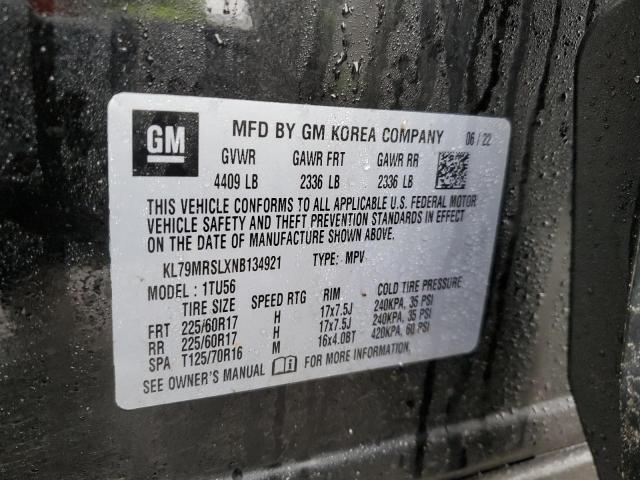 GM MFD BY GM KOREA COMPANY 06 / 22
GVWR GAWR FRT GAWR RR
4409 LB 2336 LB 2336 LB
THIS VEHICLE CONFORMS TO ALL APPLICABLE U.S. FEDERAL MOTOR
VEHICLE SAFETY AND THEFT PREVENTION STANDARDS IN EFFECT
ON THE DATE OF MANUFACTURE SHOWN ABOVE.
KL79MRSLXNB134921 TYPE: MPV
MODEL : 1TU56
TIRE SIZE SPEED RTG RIM COLD TIRE PRESSURE
FRT 225/60R17 H 17x7.5J 240KPA, 35 PSI
RR 225/60R17 H 17x7.5J 240KPA, 35 PSI
SPA T125/70R16 M 16x4.0BT 420KPA, 60 PSI
SEE OWNER'S MANUAL FOR MORE INFORMATION.